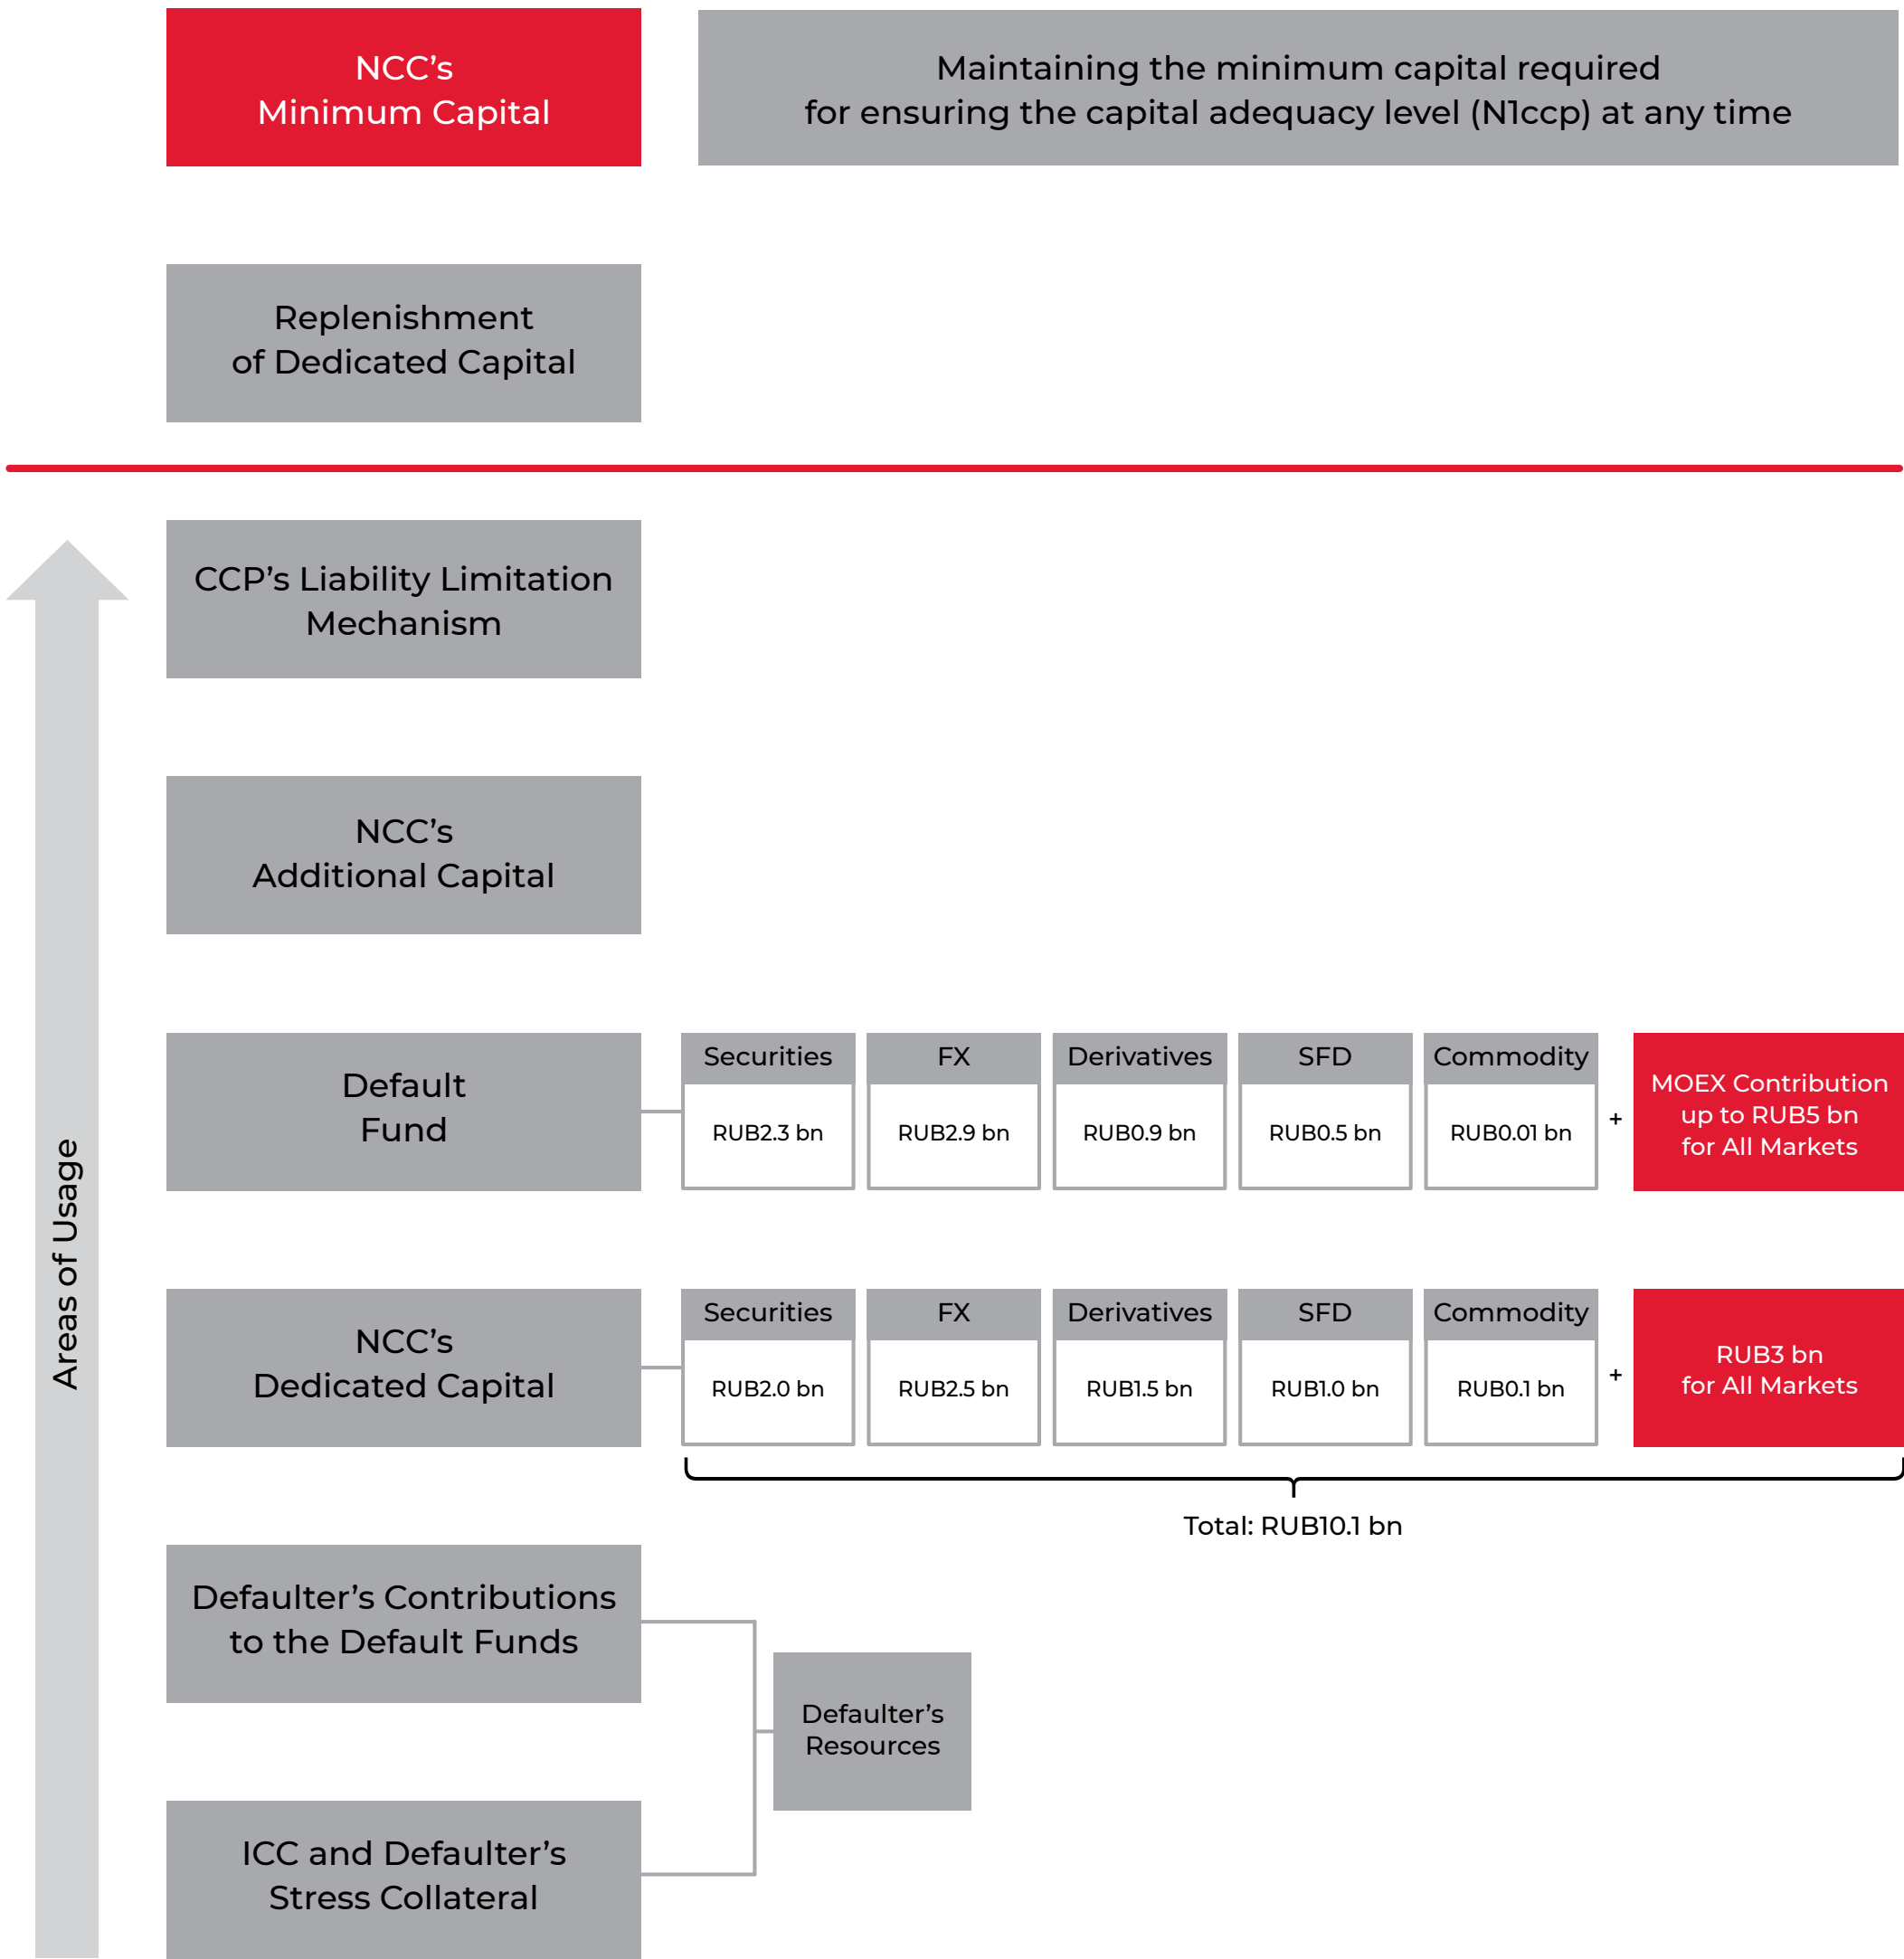 NCC’s
Minimum Capital
Maintaining the minimum capital required
for ensuring the capital adequacy level (N1ccp) at any time
Replenishment
of Dedicated Capital
CCP’s Liability Limitation
Mechanism
NCC’s
Additional Capital
Areas of Usage
Default
Fund
Securities
RUB2.3 bn
FX
RUB2.9 bn
Derivatives
RUB0.9 bn
SFD
RUB0.5 bn
Commodity
RUB0.01 bn
+
MOEX Contribution
up to RUB5 bn
for All Markets
NCC’s
Dedicated Capital
Securities
RUB2.0 bn
FX
RUB2.5 bn
Derivatives
RUB1.5 bn
SFD
RUB1.0 bn
Commodity
RUB0.1 bn
+
RUB3 bn
for All Markets
Total: RUB10.1 bn
Defaulter’s Contributions
to the Default Funds
Defaulter’s
Resources
ICC and Defaulter’s
Stress Collateral